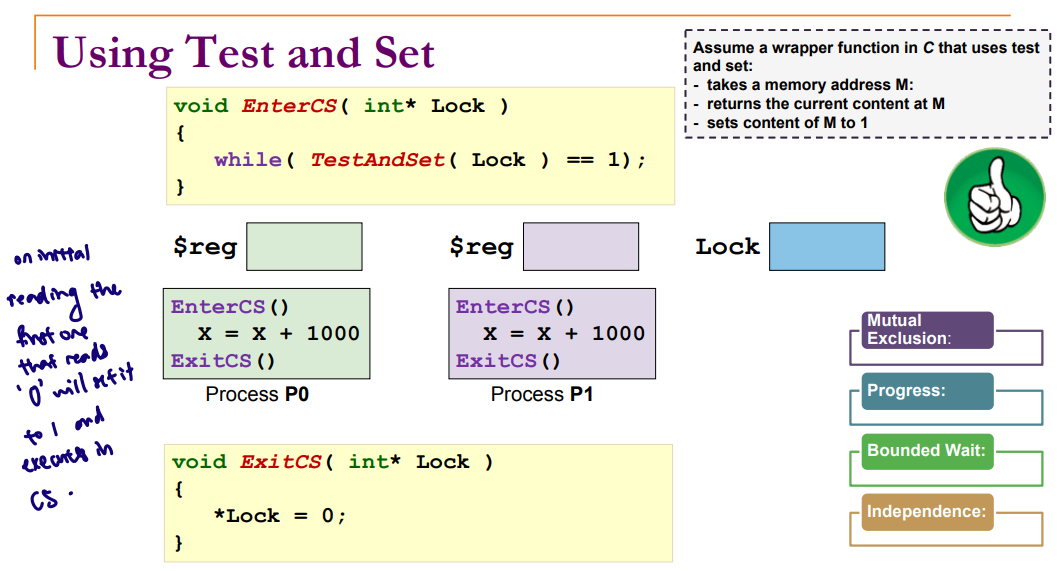 Using Test and Set
Assume a wrapper function in C that uses test
and set:
- takes a memory address M:
- returns the current content at M
- sets content of M to 1
void EnterCS( int* Lock )
{
while( TestAndSet( Lock ) == 1);
}
$reg
$reg
Lock
on initial
reading the
first one
that reads
'0' will set it
to 1 and
executes in
CS.
EnterCS()
X = X + 1000
ExitCS()
Process P0
EnterCS()
X = X + 1000
ExitCS()
Process P1
Mutual
Exclusion:
Progress:
Bounded Wait:
Independence:
void ExitCS( int* Lock )
{
*Lock = 0;
}